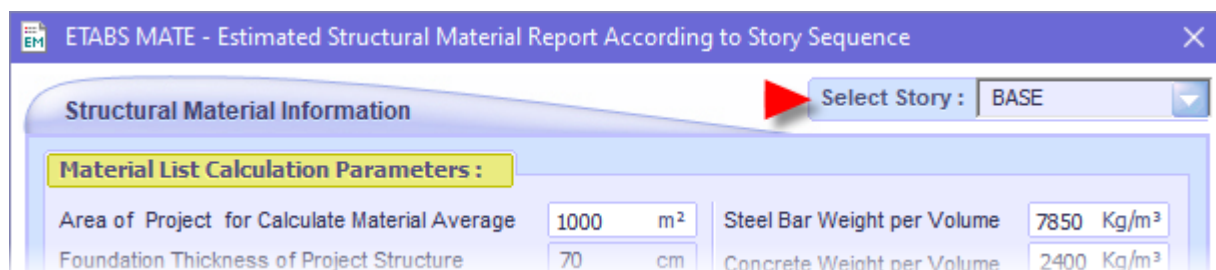 EM ETABS MATE - Estimated Structural Material Report According to Story Sequence
Structural Material Information
Select Story : BASE
Material List Calculation Parameters :
Area of Project for Calculate Material Average 1000 m² Steel Bar Weight per Volume 7850 Kg/m³
Foundation Thickness of Project Structure 70 cm Concrete Weight per Volume 2400 Kg/m³